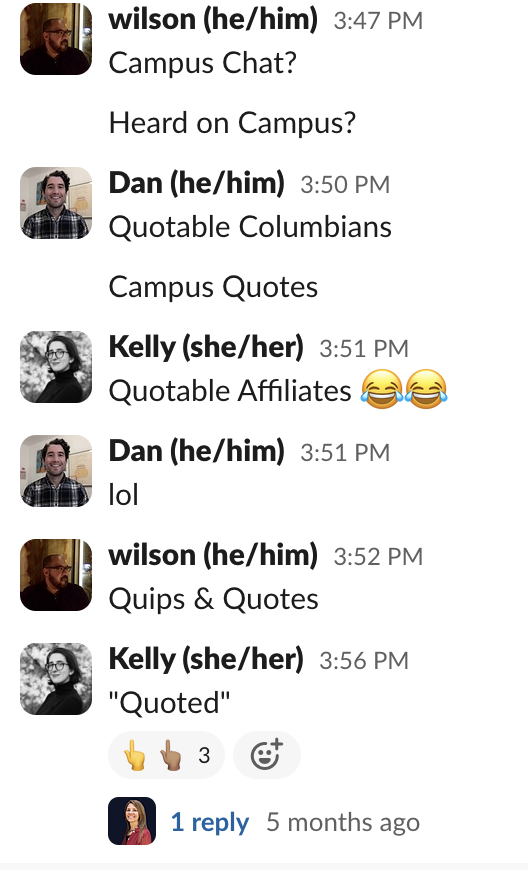 wilson (he/him) 3:47 PM
Campus Chat?
Heard on Campus?
Dan (he/him) 3:50 PM
Quotable Columbians
Campus Quotes
Kelly (she/her) 3:51 PM
Quotable Affiliates 😂😂
Dan (he/him) 3:51 PM
lol
wilson (he/him) 3:52 PM
Quips & Quotes
Kelly (she/her) 3:56 PM
"Quoted"
👆👆🏽 3
1 reply 5 months ago